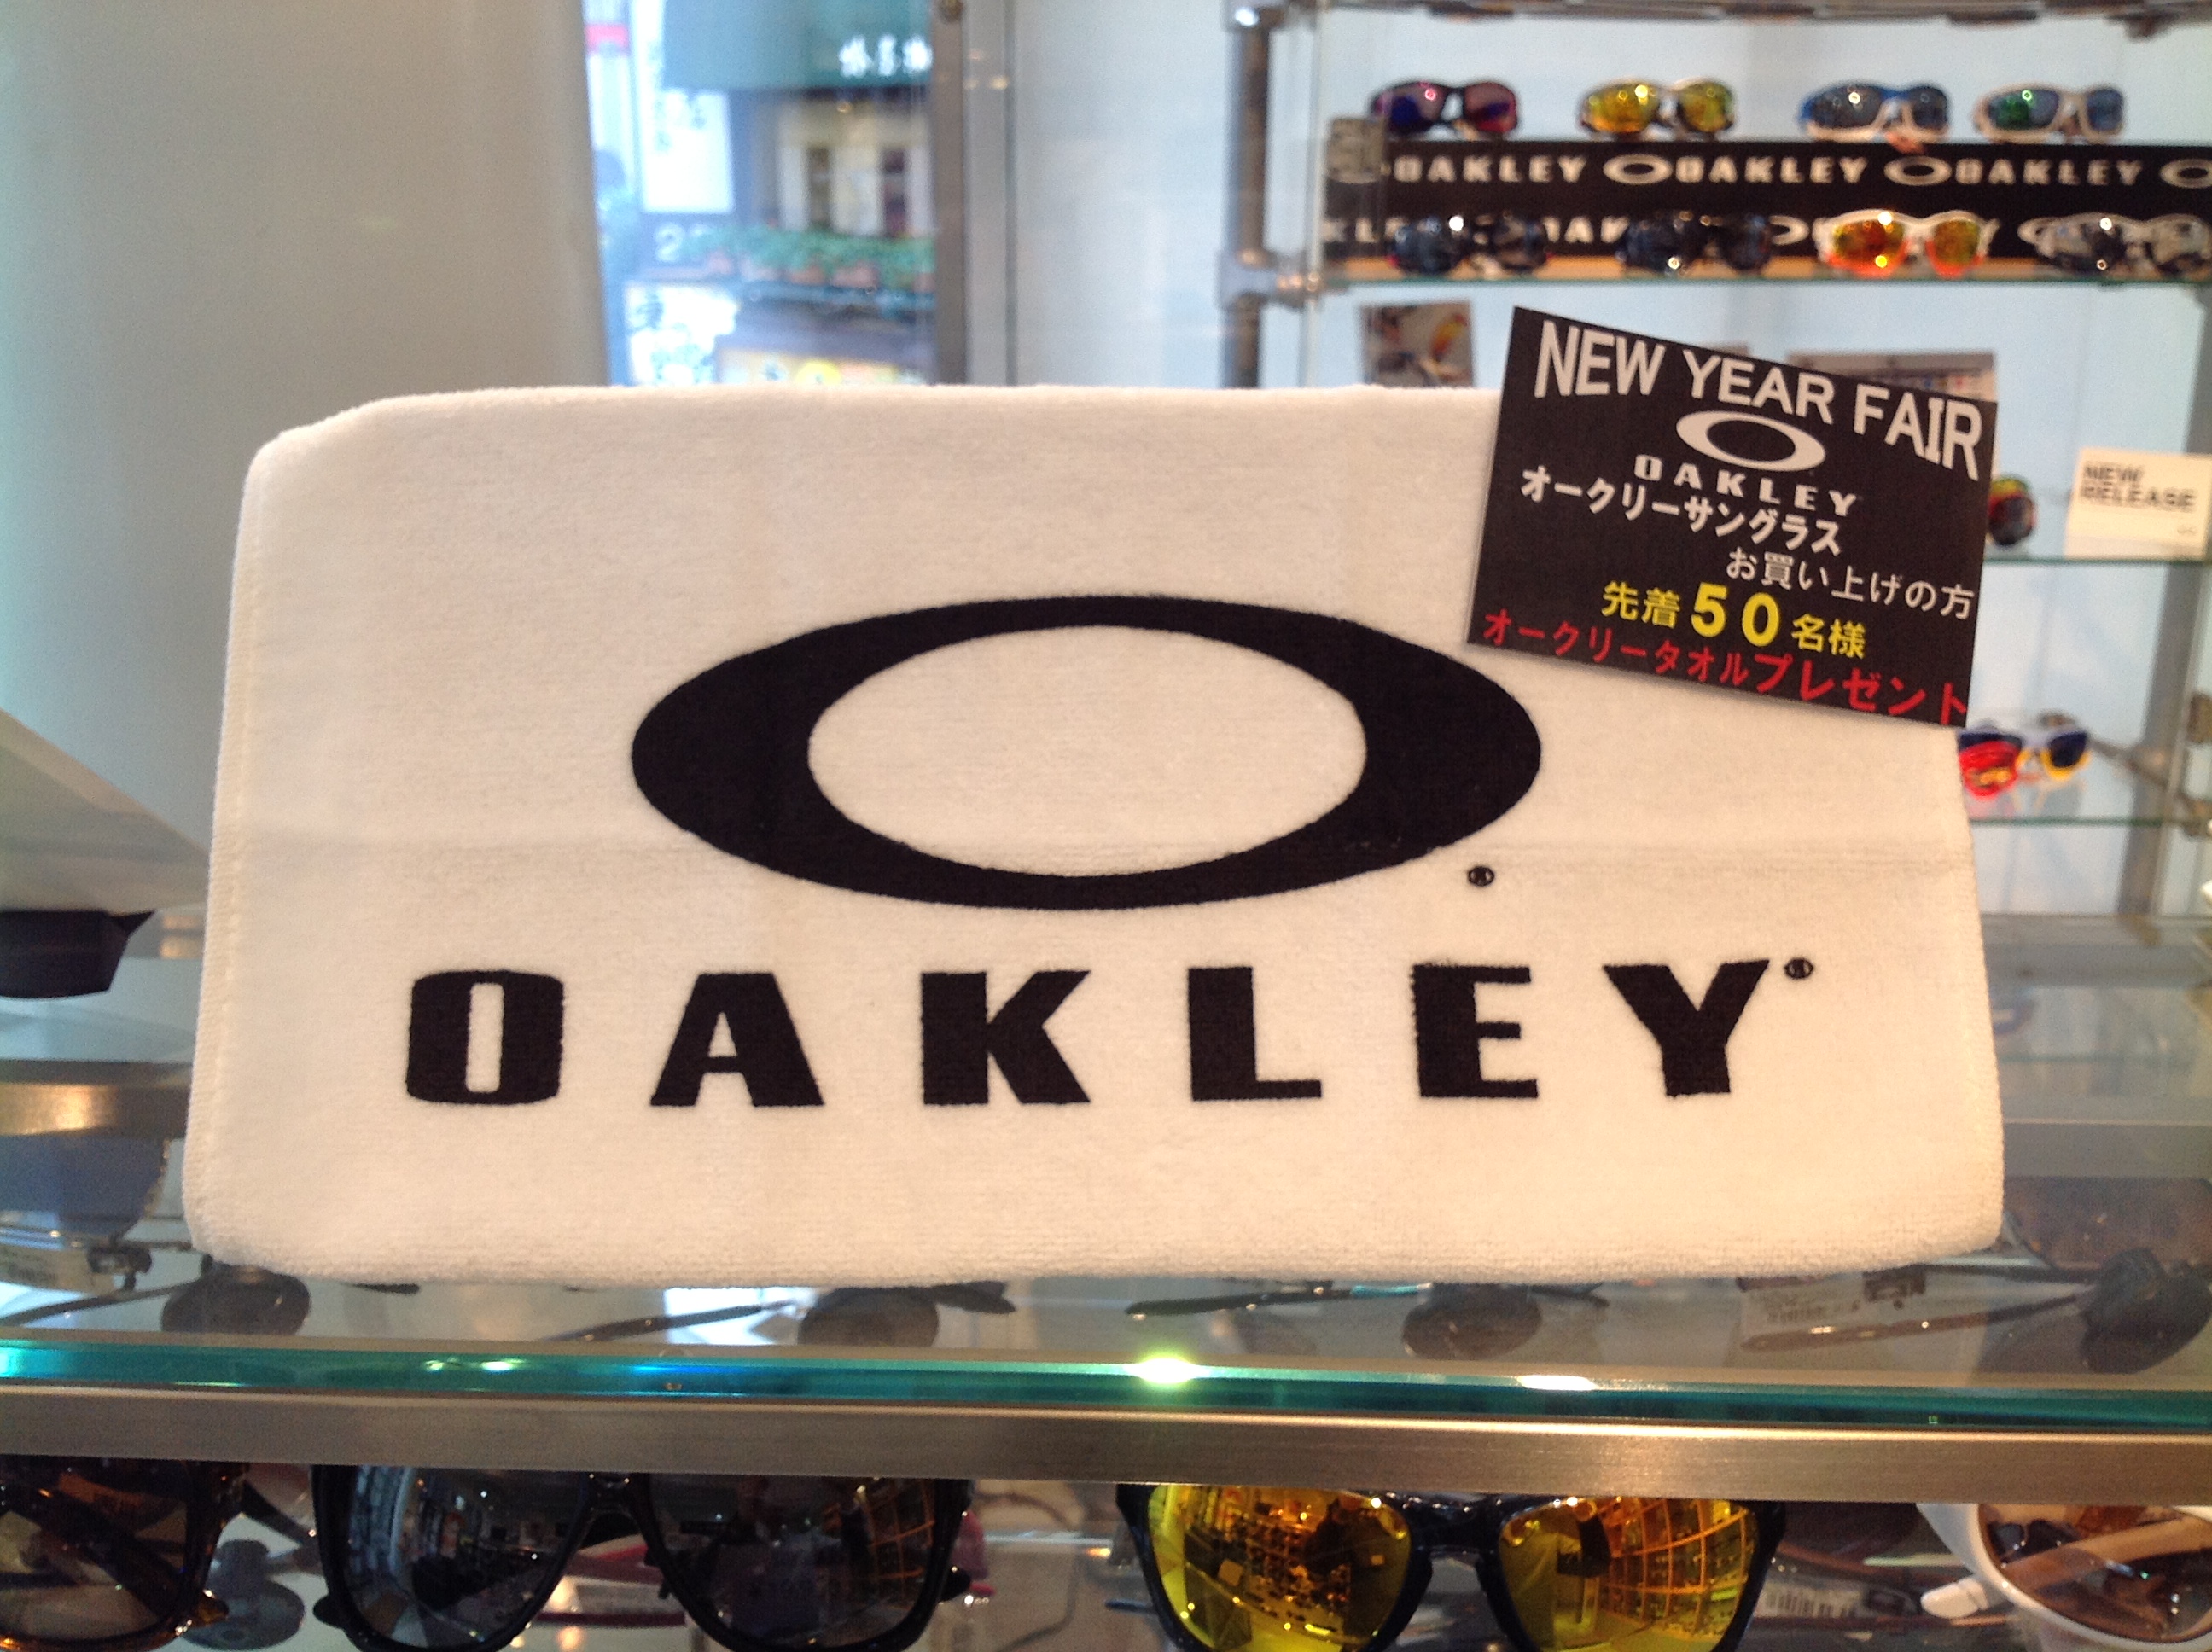 OAKLEY OAKLEY OAKLEY
NEW YEAR FAIR
OAKLEY
オークリーサングラス
お買い上げの方
先着50名様
オークリータオルプレゼント
NEW
RELEASE
®
OAKLEY®